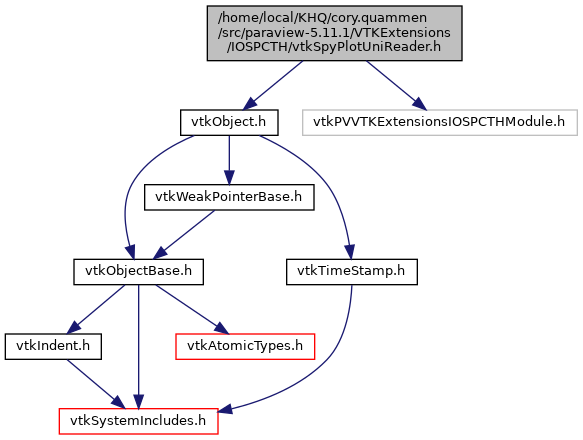 /home/local/KHQ/cory.quammen
/src/paraview-5.11.1/VTKExtensions
/IOSPCTH/vtkSpyPlotUniReader.h
vtkObject.h
vtkPVVTKExtensionsIOSPCTHModule.h
vtkWeakPointerBase.h
vtkObjectBase.h
vtkTimeStamp.h
vtkIndent.h
vtkAtomicTypes.h
vtkSystemIncludes.h